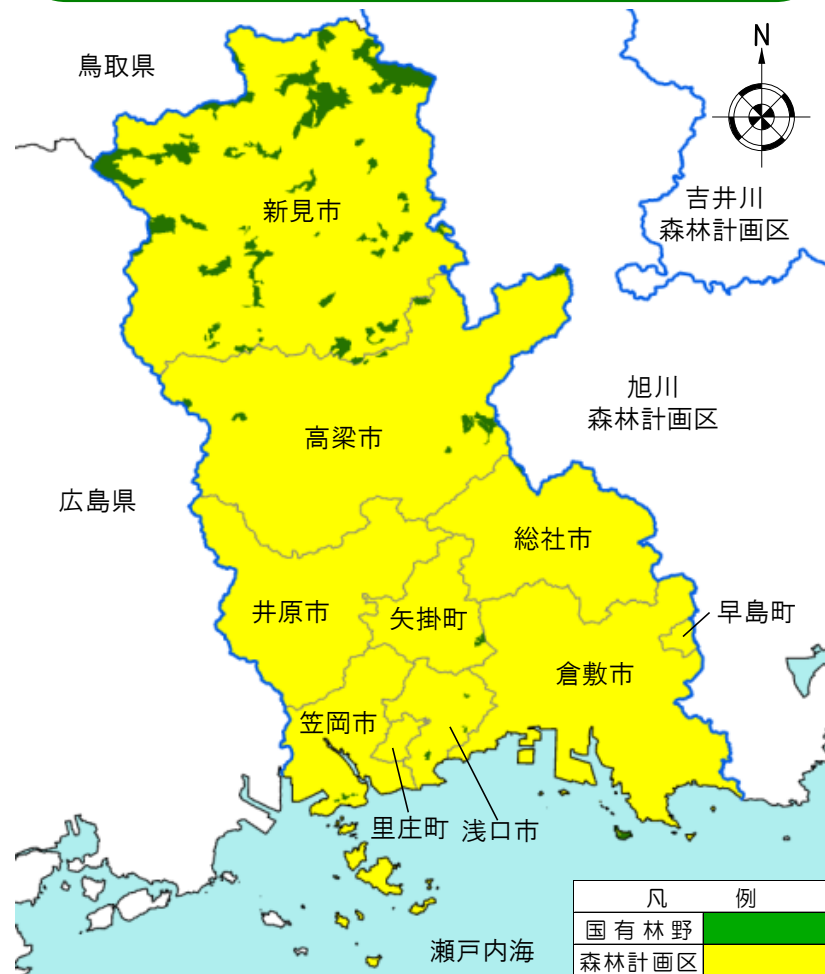 鳥取県
N
吉井川
森林計画区
新見市
旭川
森林計画区
高梁市
広島県
総社市
井原市
矢掛町
早島町
倉敷市
笠岡市
里庄町
浅口市
瀬戸内海
凡例
国有林野
森林計画区